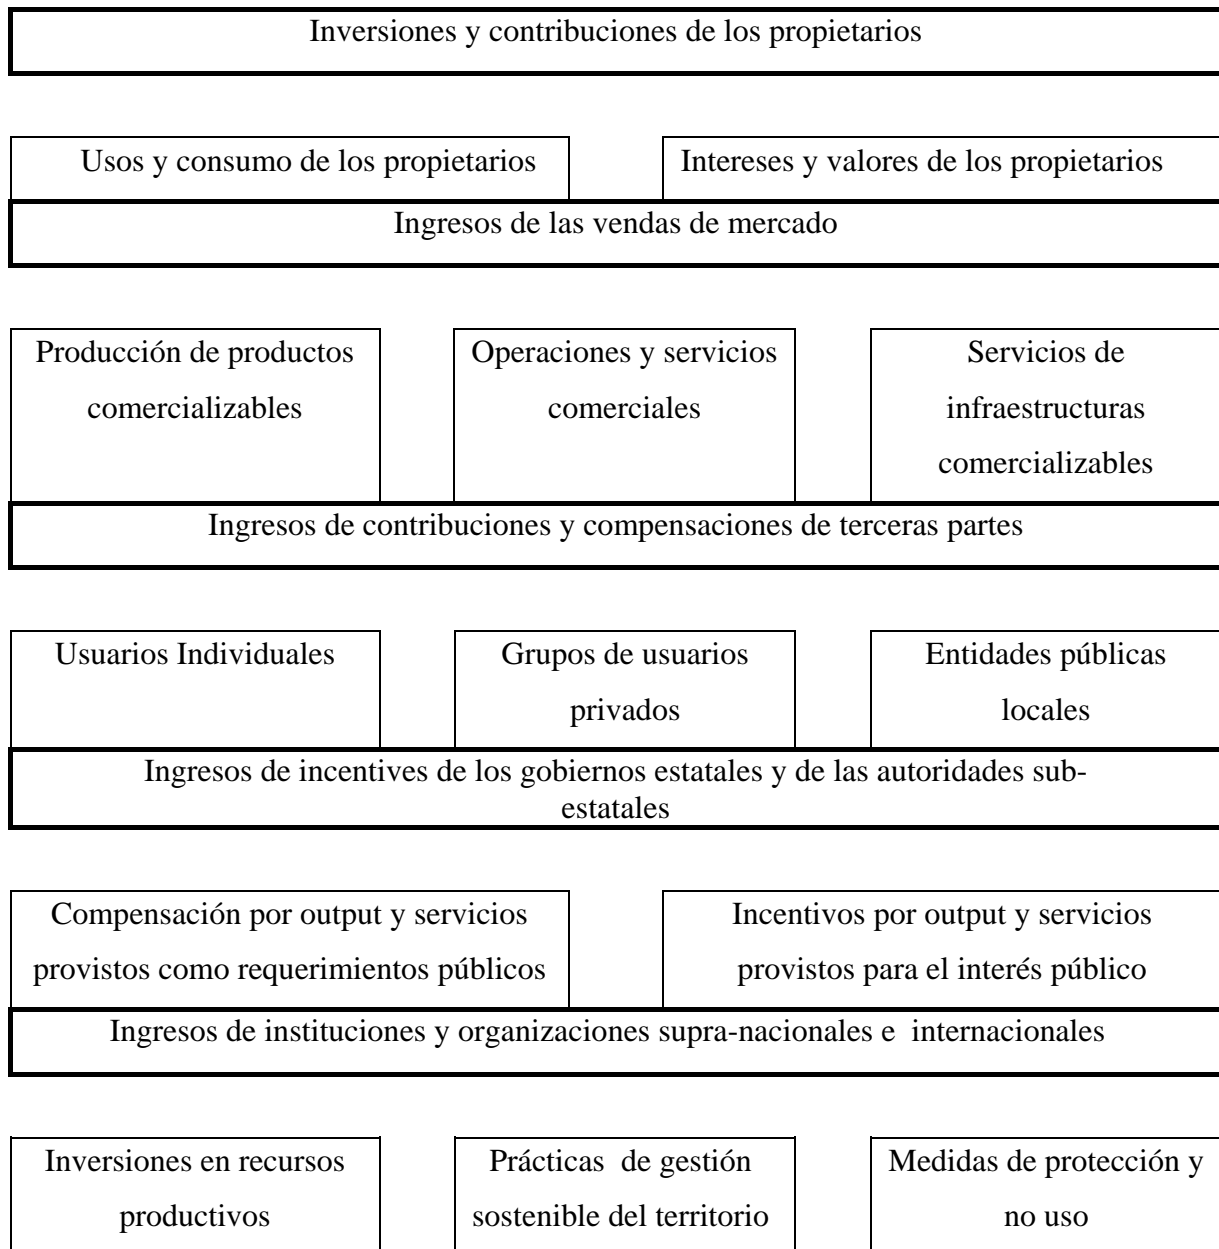 Inversiones y contribuciones de los propietarios
Usos y consumo de los propietarios
Intereses y valores de los propietarios
Ingresos de las vendas de mercado
Producción de productos
comercializables
Operaciones y servicios
comerciales
Servicios de
infraestructuras
comercializables
Ingresos de contribuciones y compensaciones de terceras partes
Usuarios Individuales
Grupos de usuarios
privados
Entidades públicas
locales
Ingresos de incentives de los gobiernos estatales y de las autoridades sub-
estatales
Compensación por output y servicios
provistos como requerimientos públicos
Incentivos por output y servicios
provistos para el interés público
Ingresos de instituciones y organizaciones supra-nacionales e internacionales
Inversiones en recursos
productivos
Prácticas de gestión
sostenible del territorio
Medidas de protección y
no uso